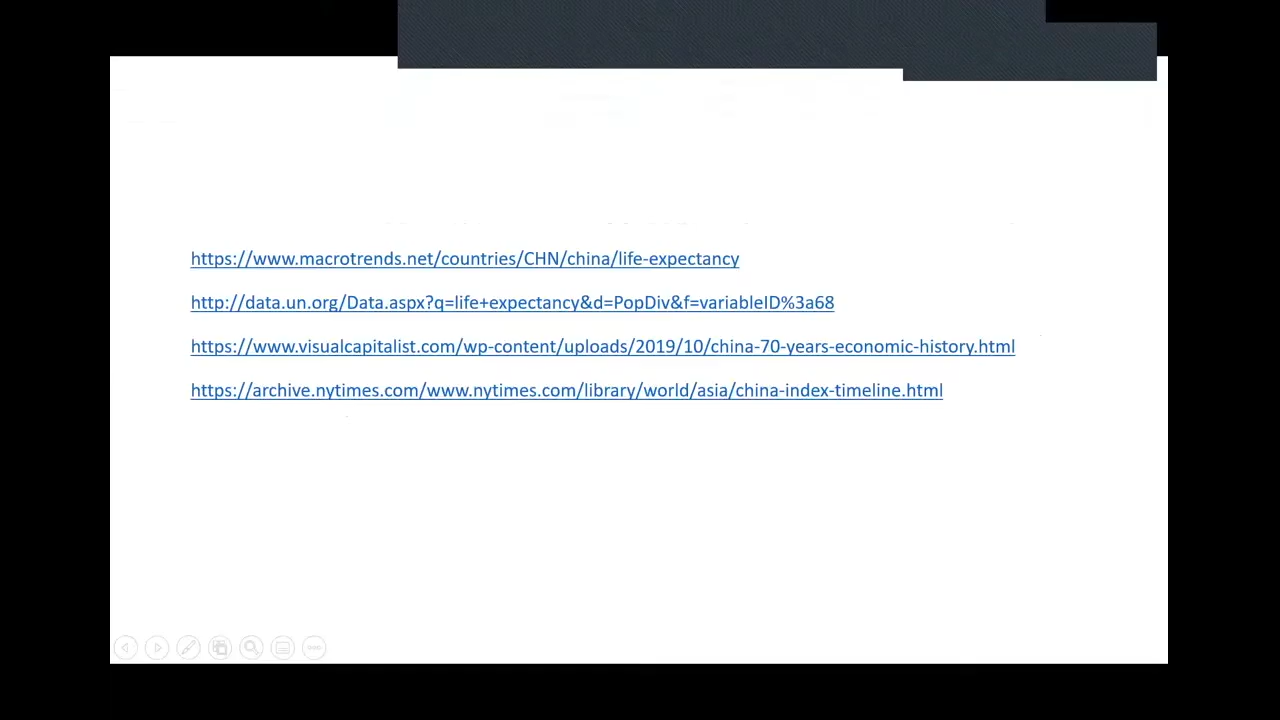 https://www.macrotrends.net/countries/CHN/china/life-expectancy
http://data.un.org/Data.aspx?q=life+expectancy&d=PopDiv&f=variableID%3a68
https://www.visualcapitalist.com/wp-content/uploads/2019/10/china-70-years-economic-history.html
https://archive.nytimes.com/www.nytimes.com/library/world/asia/china-index-timeline.html